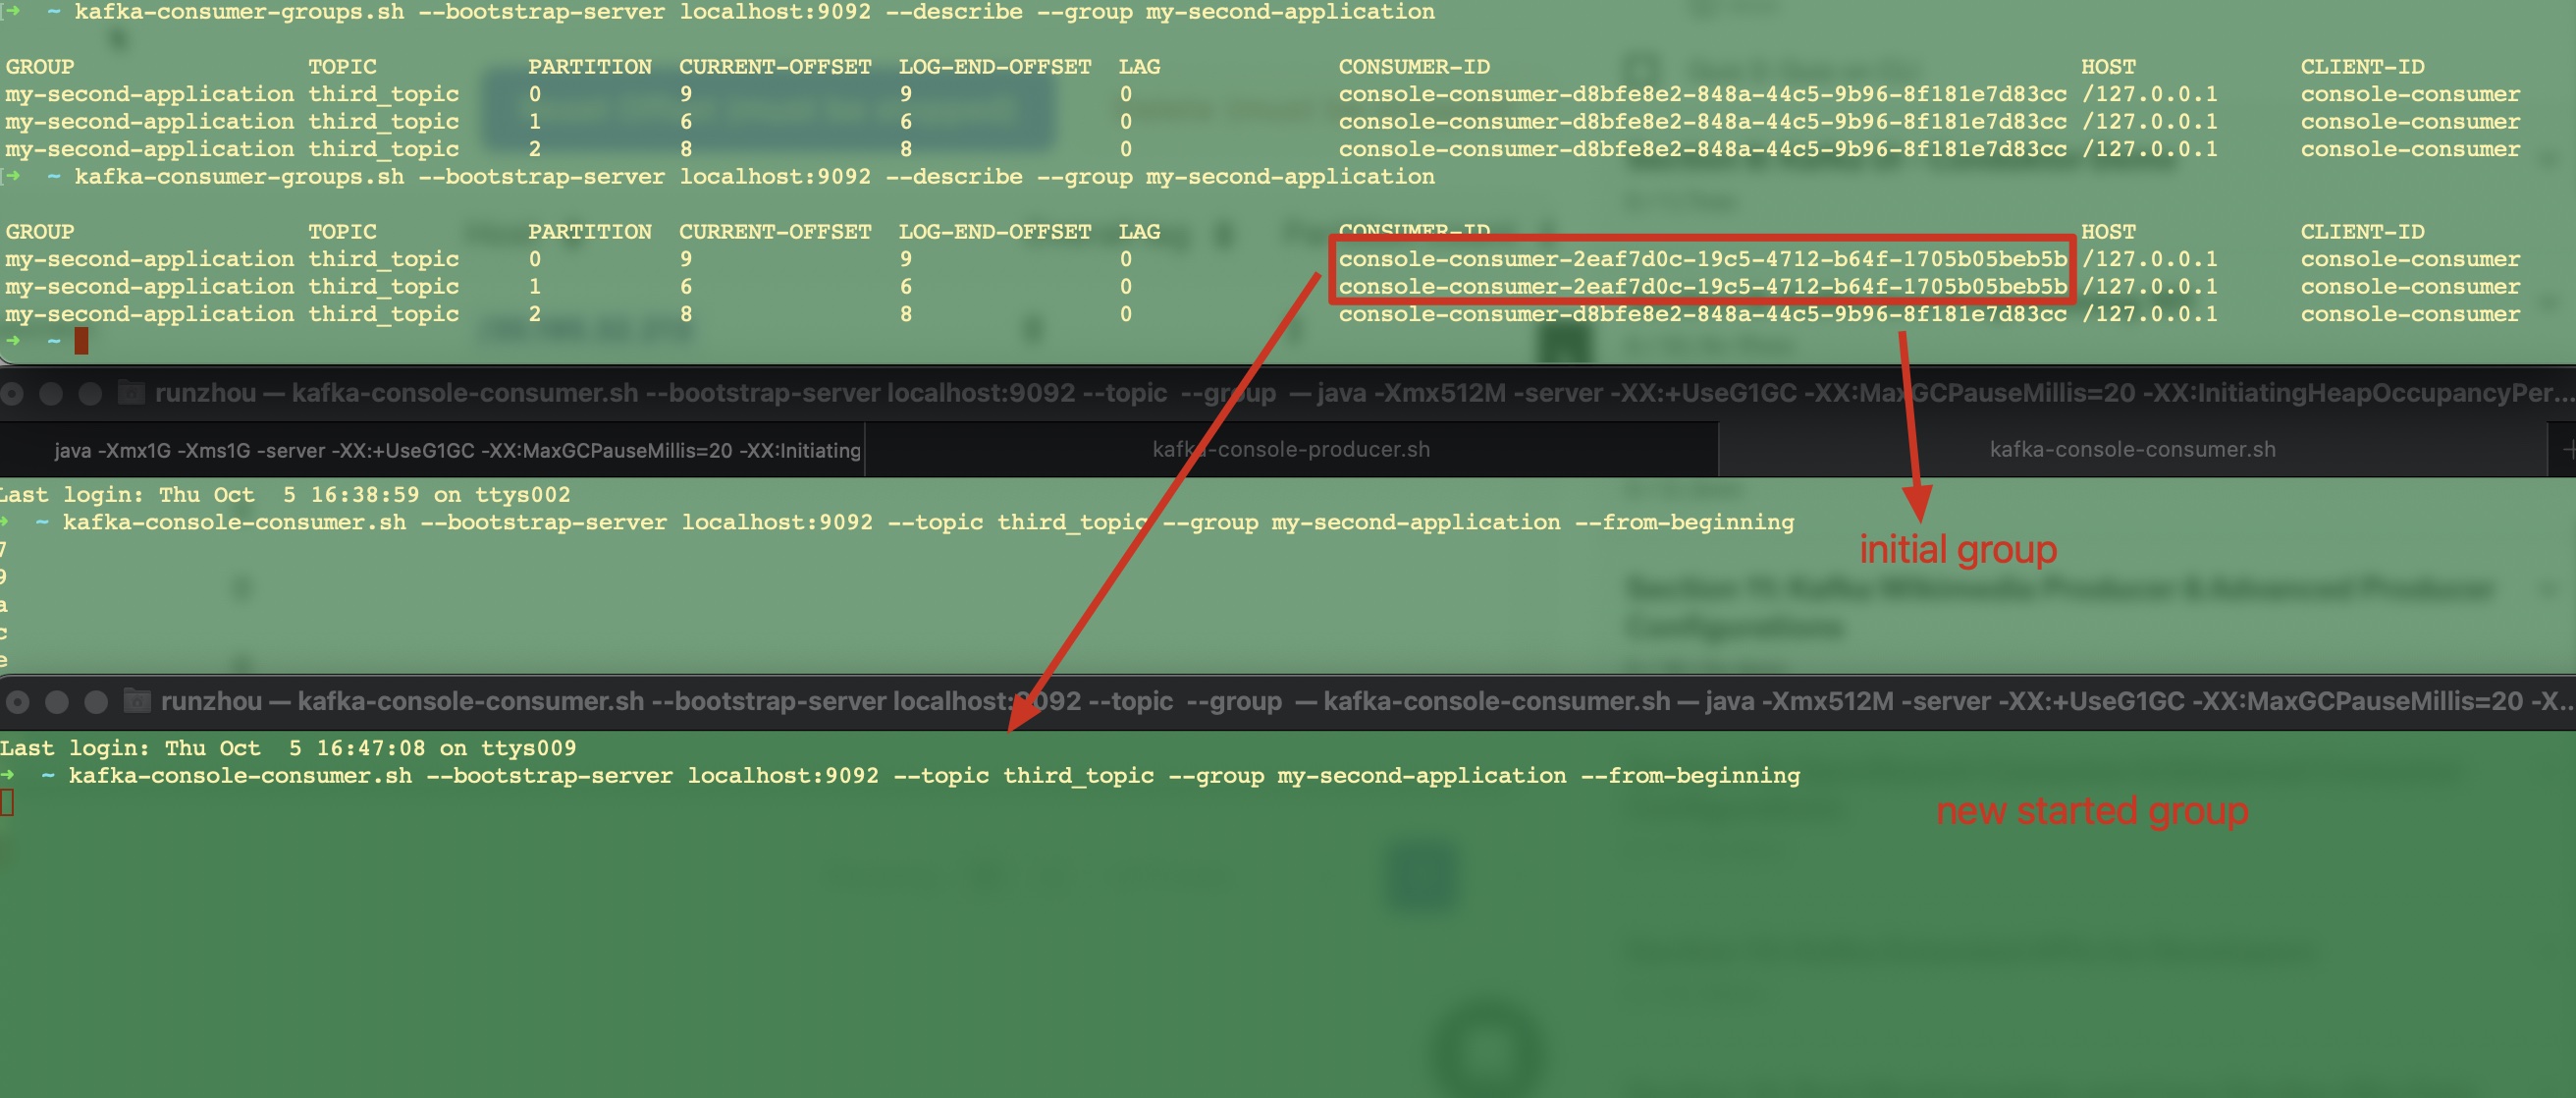 ➜ ~ kafka-consumer-groups.sh --bootstrap-server localhost:9092 --describe --group my-second-application
GROUP TOPIC PARTITION CURRENT-OFFSET LOG-END-OFFSET LAG CONSUMER-ID HOST CLIENT-ID
my-second-application third_topic 0 9 9 0 console-consumer-d8bfe8e2-848a-44c5-9b96-8f181e7d83cc /127.0.0.1 console-consumer
my-second-application third_topic 1 6 6 0 console-consumer-d8bfe8e2-848a-44c5-9b96-8f181e7d83cc /127.0.0.1 console-consumer
my-second-application third_topic 2 8 8 0 console-consumer-d8bfe8e2-848a-44c5-9b96-8f181e7d83cc /127.0.0.1 console-consumer
➜ ~ kafka-consumer-groups.sh --bootstrap-server localhost:9092 --describe --group my-second-application
GROUP TOPIC PARTITION CURRENT-OFFSET LOG-END-OFFSET LAG CONSUMER-ID HOST CLIENT-ID
my-second-application third_topic 0 9 9 0 console-consumer-2eaf7d0c-19c5-4712-b64f-1705b05beb5b /127.0.0.1 console-consumer
my-second-application third_topic 1 6 6 0 console-consumer-2eaf7d0c-19c5-4712-b64f-1705b05beb5b /127.0.0.1 console-consumer
my-second-application third_topic 2 8 8 0 console-consumer-d8bfe8e2-848a-44c5-9b96-8f181e7d83cc /127.0.0.1 console-consumer
➜ ~
runzhou — kafka-console-consumer.sh --bootstrap-server localhost:9092 --topic --group — java -Xmx512M -server -XX:+UseG1GC -XX:MaxGCPauseMillis=20 -XX:InitiatingHeapOccupancyPer...
java -Xmx1G -Xms1G -server -XX:+UseG1GC -XX:MaxGCPauseMillis=20 -XX:Initiating
kafka-console-producer.sh
kafka-console-consumer.sh
Last login: Thu Oct  5 16:38:59 on ttys002
➜ ~ kafka-console-consumer.sh --bootstrap-server localhost:9092 --topic third_topic --group my-second-application --from-beginning
7
initial group
9
a
c
e
Section 11: Kafka Wikimedia Producer & Advanced Producer
Configurations
runzhou — kafka-console-consumer.sh --bootstrap-server localhost:9092 --topic --group — kafka-console-consumer.sh — java -Xmx512M -server -XX:+UseG1GC -XX:MaxGCPauseMillis=20 -X...
Last login: Thu Oct  5 16:47:08 on ttys009
➜ ~ kafka-console-consumer.sh --bootstrap-server localhost:9092 --topic third_topic --group my-second-application --from-beginning
new started group